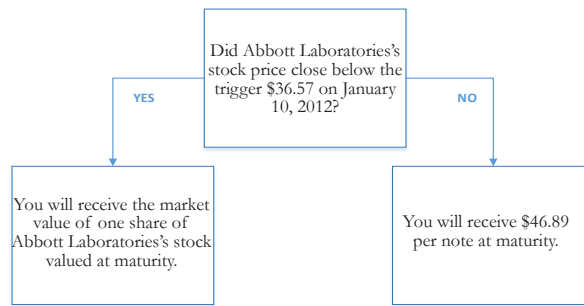 Did Abbott Laboratories's
stock price close below the
trigger $36.57 on January
10, 2012?
YES
NO
You will receive the market
value of one share of
Abbott Laboratories's stock
valued at maturity.
You will receive $46.89
per note at maturity.